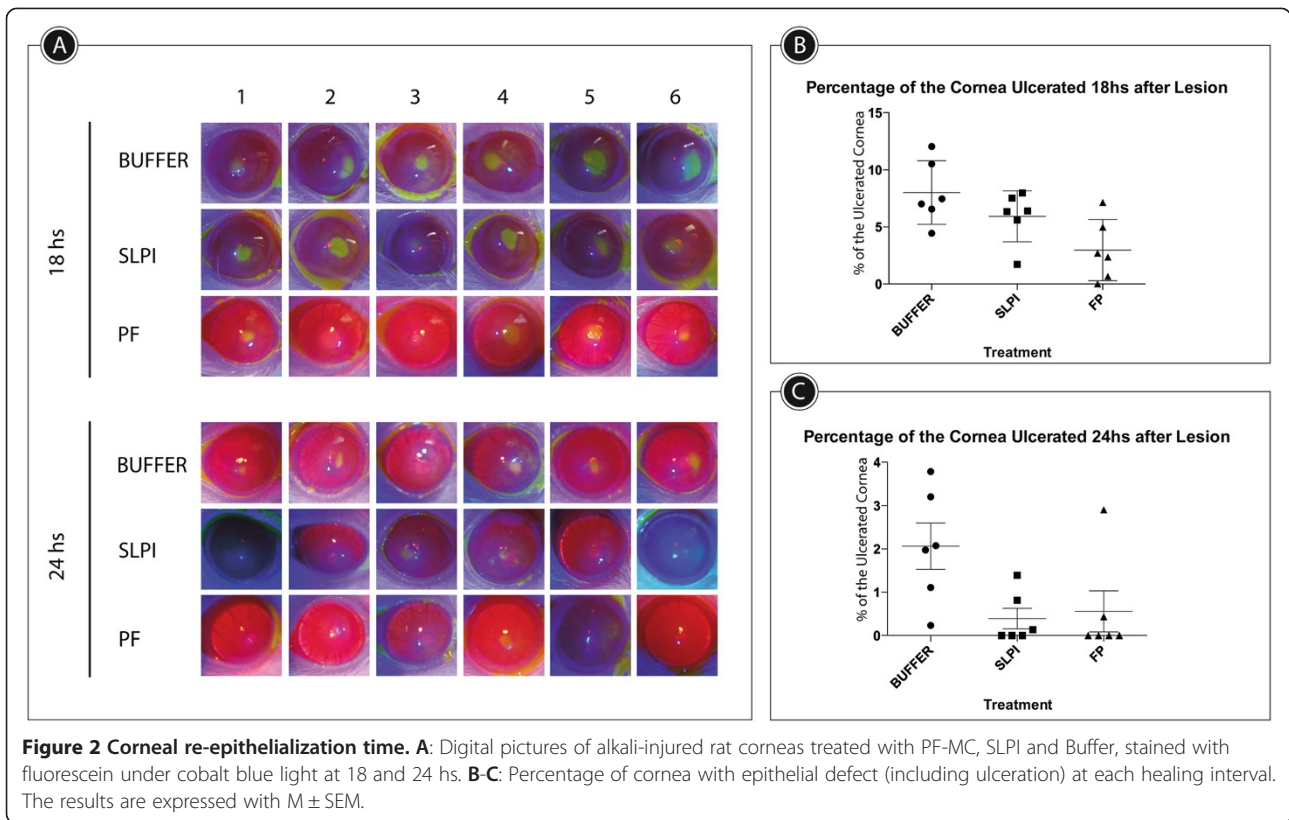 A
1 2 3 4 5 6
18 hs
BUFFER
SLPI
PF
24 hs
BUFFER
SLPI
PF
B
Percentage of the Cornea Ulcerated 18hs after Lesion
% of the Ulcerated Cornea
15
10
5
0
BUFFER SLPI FP
Treatment
C
Percentage of the Cornea Ulcerated 24hs after Lesion
% of the Ulcerated Cornea
4
3
2
1
0
BUFFER SLPI FP
Treatment
Figure 2 Corneal re-epithelialization time. A: Digital pictures of alkali-injured rat corneas treated with PF-MC, SLPI and Buffer, stained with
fluorescein under cobalt blue light at 18 and 24 hs. B-C: Percentage of cornea with epithelial defect (including ulceration) at each healing interval.
The results are expressed with M ± SEM.